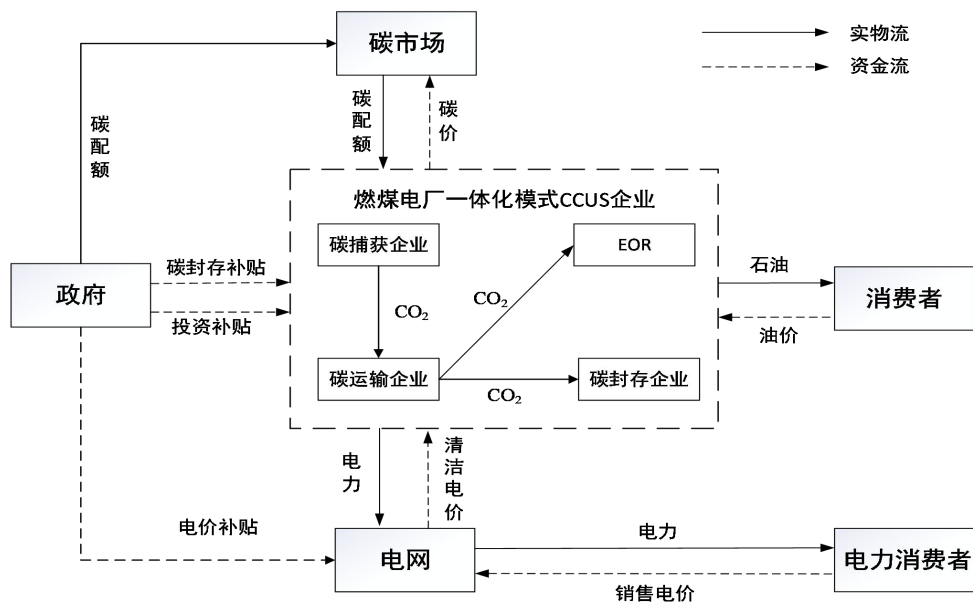 碳市场
实物流
资金流
碳配额
碳配额
碳价
燃煤电厂一体化模式CCUS企业
碳捕获企业
EOR
碳封存补贴
石油
政府
CO₂
CO₂
消费者
投资补贴
油价
碳运输企业
碳封存企业
CO₂
电力
清洁电价
电价补贴
电力
电网
电力消费者
销售电价